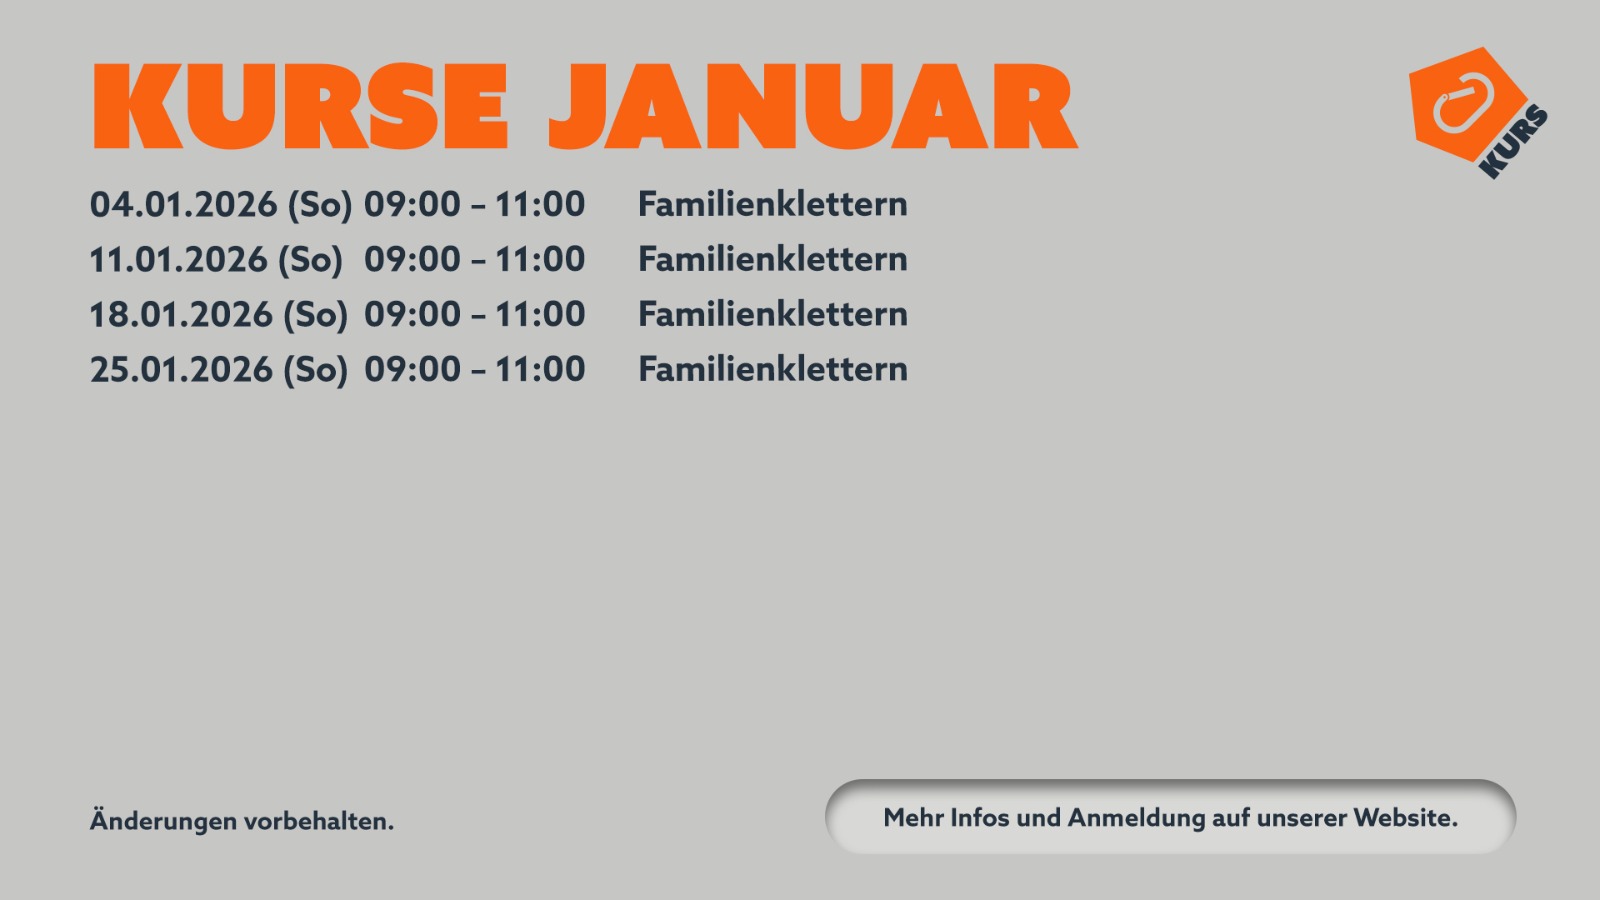 KURSE JANUAR
KURS
04.01.2026 (So) 09:00 – 11:00 Familienklettern
11.01.2026 (So) 09:00 – 11:00 Familienklettern
18.01.2026 (So) 09:00 – 11:00 Familienklettern
25.01.2026 (So) 09:00 – 11:00 Familienklettern
Änderungen vorbehalten.
Mehr Infos und Anmeldung auf unserer Website.